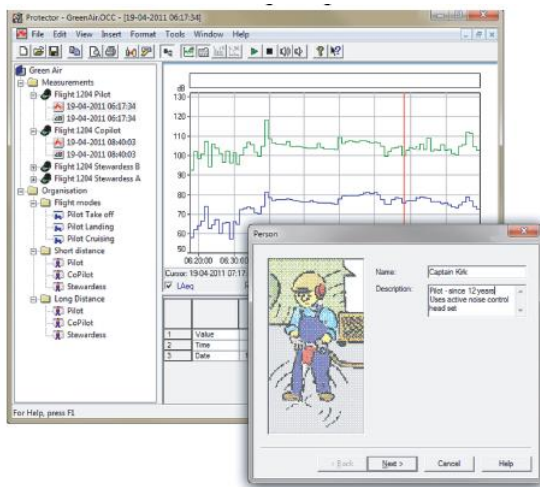 Protector - GreenAir.OCC - [19-04-2011 06:17:34]
File Edit View Insert Format Tools Window Help
Green Air
Measurements
Flight 1204 Pilot
19-04-2011 06:17:34
19-04-2011 06:17:34
Flight 1204 Copilot
19-04-2011 08:40:03
19-04-2011 08:40:03
Flight 1204 Stewardess B
Flight 1204 Stewardess A
Organisation
Flight modes
Pilot Take off
Pilot Landing
Pilot Cruising
Short distance
Pilot
CoPilot
Stewardess
Long Distance
Pilot
CoPilot
Stewardess
dB
130
120
110
100
90
80
70
60
50
06:20:00 06:30:00
Cursor: 19-04-2011 07:17
LAeq
1 Value
2 Time
3 Date
For Help, press F1
Person
Name: Captain Kirk
Description: Pilot - since 12 years
Uses active noise control
head set
< Back Next > Cancel Help